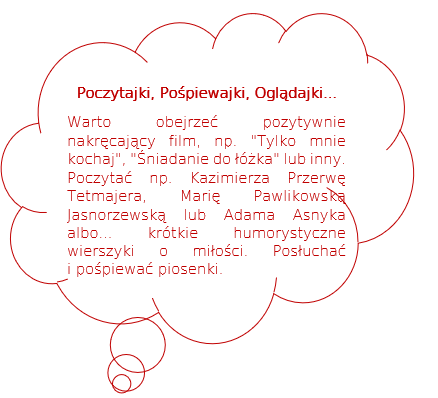 Poczytajki, Pośpiewajki, Oglądajki...
Warto obejrzeć pozytywnie
nakręcający film, np. "Tylko mnie
kochaj", "Śniadanie do łóżka" lub inny.
Poczytać np. Kazimierza Przerwę
Tetmajera, Marię Pawlikowską
Jasnorzewską lub Adama Asnyka
albo... krótkie humorystyczne
wierszyki o miłości. Posłuchać
i pośpiewać piosenki.